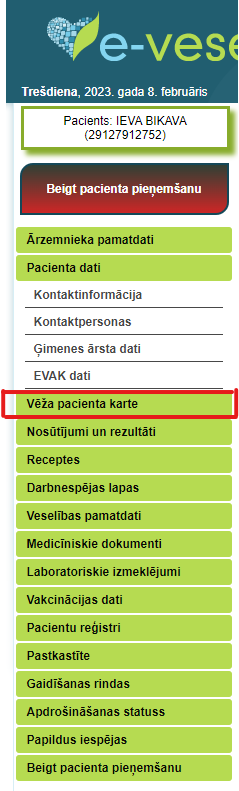 e-vese
Trešdiena, 2023. gada 8. februāris
Pacients: IEVA BIKAVA
(29127912752)
Beigt pacienta pieņemšanu
Ārzemnieka pamatdati
Pacienta dati
Kontaktinformācija
Kontaktpersonas
Ģimenes ārsta dati
EVAK dati
Vēža pacienta karte
Nosūtījumi un rezultāti
Receptes
Darbnespējas lapas
Veselības pamatdati
Medicīniskie dokumenti
Laboratoriskie izmeklējumi
Vakcinācijas dati
Pacientu reģistri
Pastkastīte
Gaidīšanas rindas
Apdrošināšanas statuss
Papildus iespējas
Beigt pacienta pieņemšanu